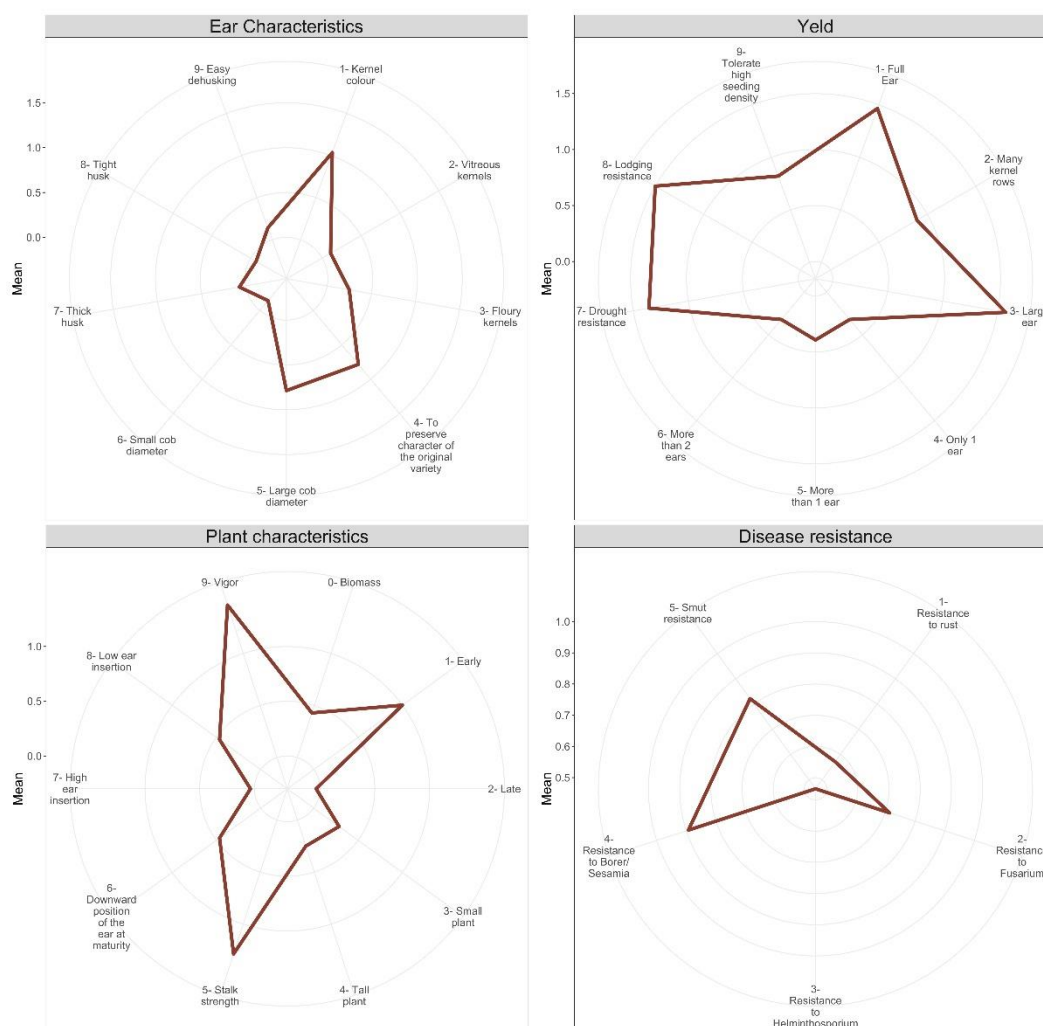 Ear Characteristics
9- Easy
dehusking
1- Kernel
colour
1.5
8- Tight
husk
2- Vitreous
kernels
1.0
0.5
0.0
Mean
7- Thick
husk
3- Floury
kernels
6- Small cob
diameter
4- To
preserve
character of
the original
variety
5- Large cob
diameter
Yeld
9-
Tolerate
high
seeding
density
1- Full
Ear
1.5
8- Lodging
resistance
2- Many
kernel
rows
1.0
0.5
0.0
Mean
7- Drought
resistance
3- Large
ear
6- More
than 2
ears
4- Only 1
ear
5- More
than 1 ear
Plant characteristics
9- Vigor
0- Biomass
8- Low ear
insertion
1- Early
1.0
0.5
0.0
Mean
7- High
ear
insertion
2- Late
6-
Downward
position
of the
ear at
maturity
3- Small
plant
5- Stalk
strength
4- Tall
plant
Disease resistance
5- Smut
resistance
1-
Resistance
to rust
1.0
0.9
0.8
0.7
0.6
0.5
Mean
4-
Resistance
to Borer/
Sesamia
2-
Resistance
to
Fusarium
3-
Resistance
to
Helminthosporium